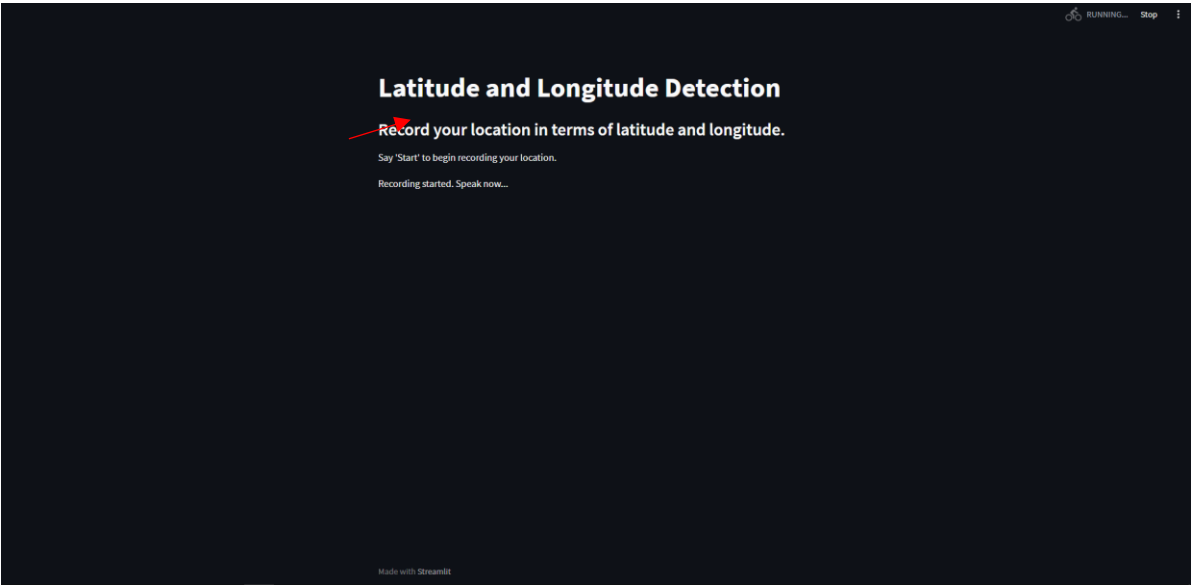 RUNNING... Stop
Latitude and Longitude Detection
Record your location in terms of latitude and longitude.
Say 'Start' to begin recording your location.
Recording started. Speak now...
Made with Streamlit